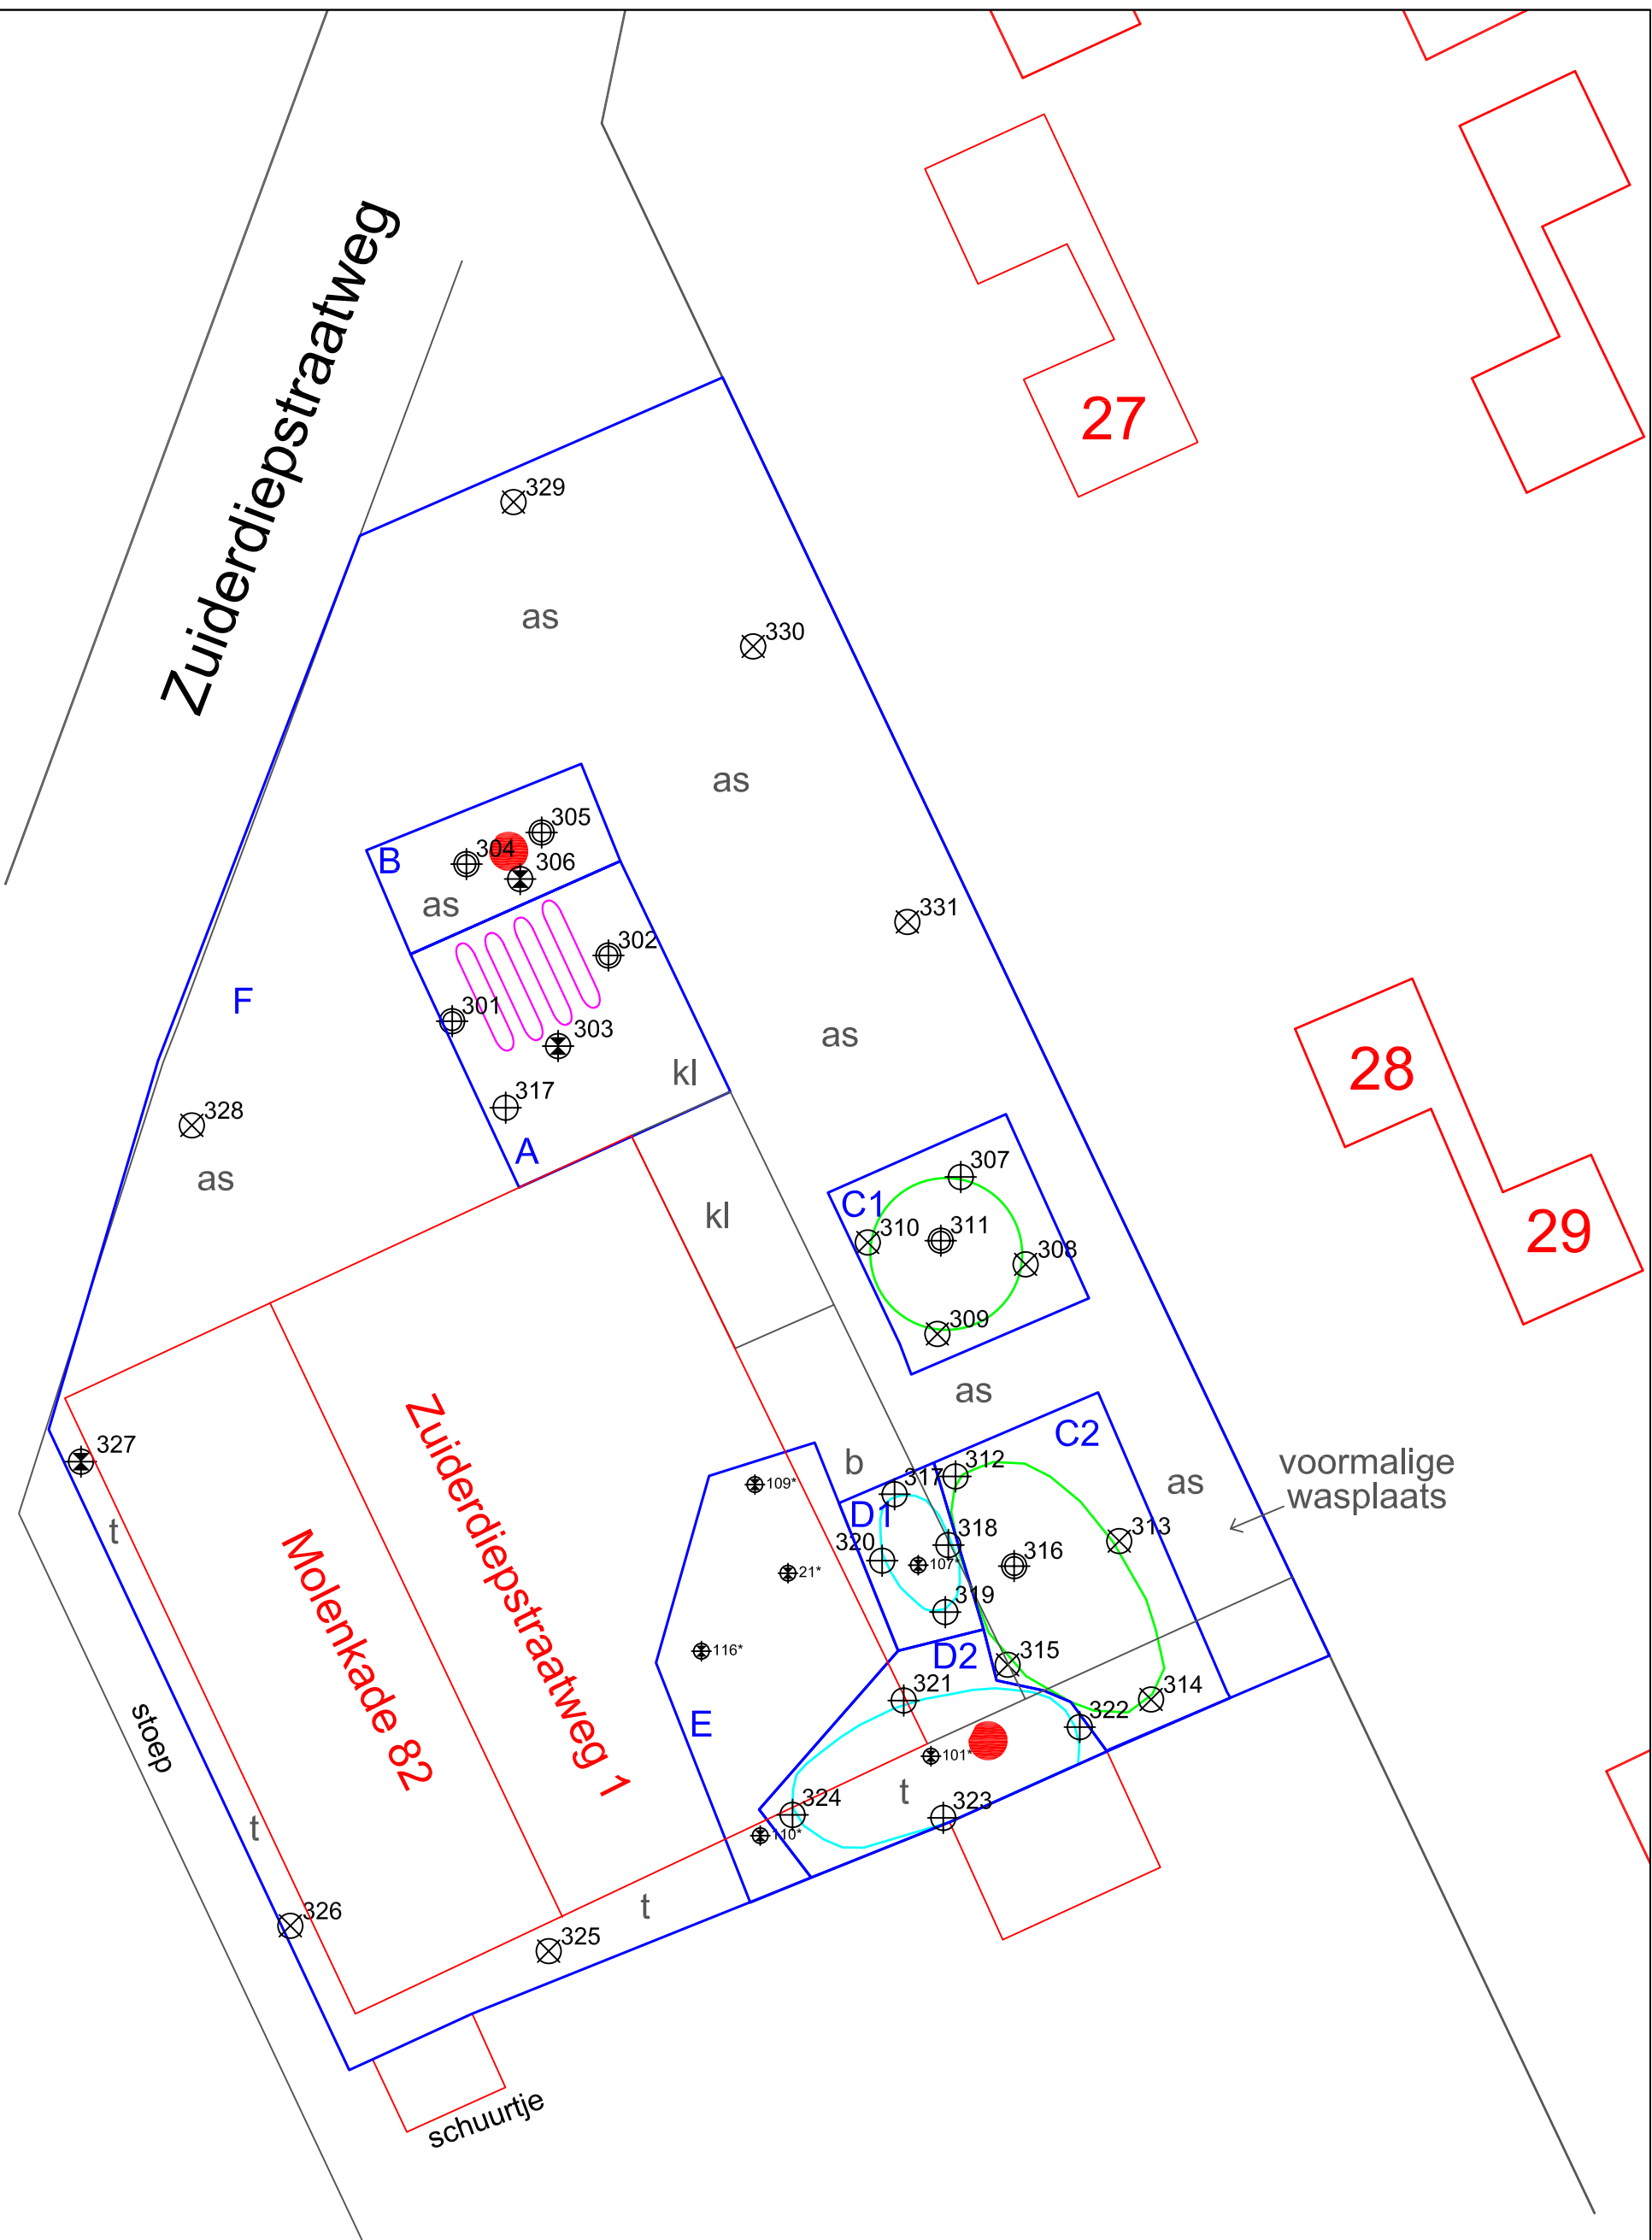 Zuiderdiepstraatweg
27
329
as
330
as
305
304
B
306
as
331
302
F
301
303
as
kl
317
328
A
as
307
C1
kl
310
311
308
309
as
C2
327
voormalige
wasplaats
b
312
as
317
109*
D1
t
318
313
320
316
21*
107*
319
Zuiderdiepstraatweg 1
Molenkade 82
116*
D2
315
321
314
E
322
stoep
101*
t
324
323
t
110*
326
t
325
schuurtje
28
29